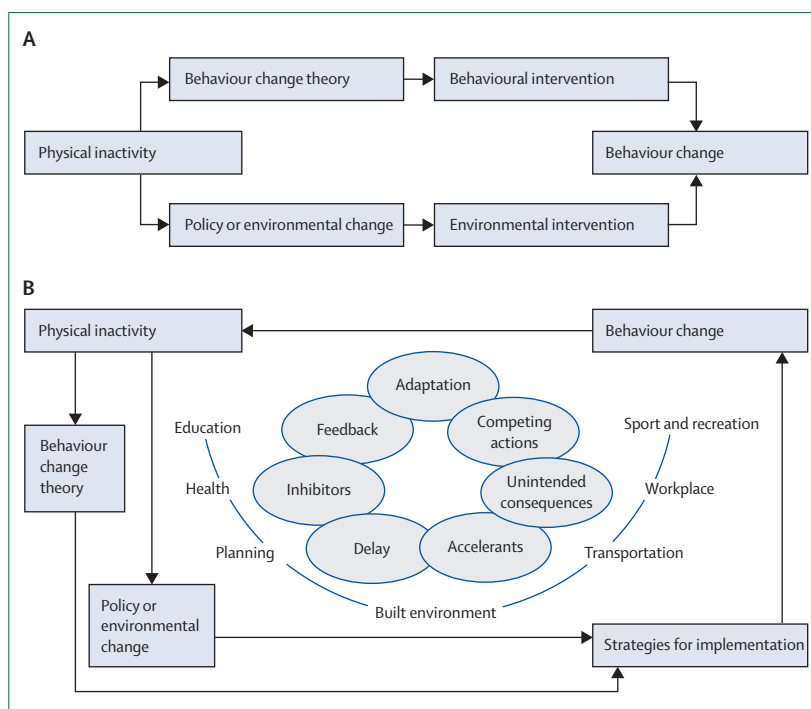 A
Behaviour change theory
Behavioural intervention
Physical inactivity
Behaviour change
Policy or environmental change
Environmental intervention
B
Physical inactivity
Behaviour change
Adaptation
Education
Feedback
Competing
actions
Sport and recreation
Behaviour
change
theory
Health
Inhibitors
Unintended
consequences
Workplace
Planning
Delay
Accelerants
Transportation
Policy or
environmental
change
Built environment
Strategies for implementation